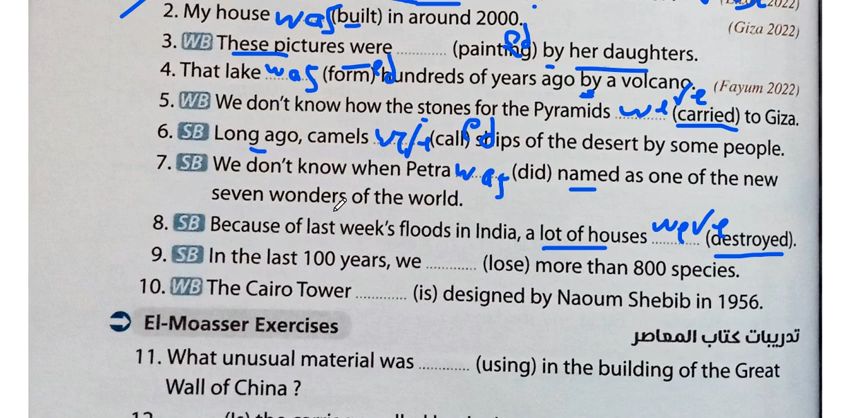 2. My house was (built) in around 2000.
(Giza 2022)
3. WB These pictures were ............ (painting) ed by her daughters.
4. That lake was (form) ed hundreds of years ago by a volcano. (Fayum 2022)
5. WB We don't know how the stones for the Pyramids were (carried) to Giza.
6. SB Long ago, camels (call) ed ships of the desert by some people.
7. SB We don't know when Petra was (did) named as one of the new
seven wonders of the world.
8. SB Because of last week's floods in India, a lot of houses were (destroyed).
9. SB In the last 100 years, we ............ (lose) more than 800 species.
10. WB The Cairo Tower ............ (is) designed by Naoum Shebib in 1956.
El-Moasser Exercises
تدريبات كتاب المعاصر
11. What unusual material was ............ (using) in the building of the Great
Wall of China ?